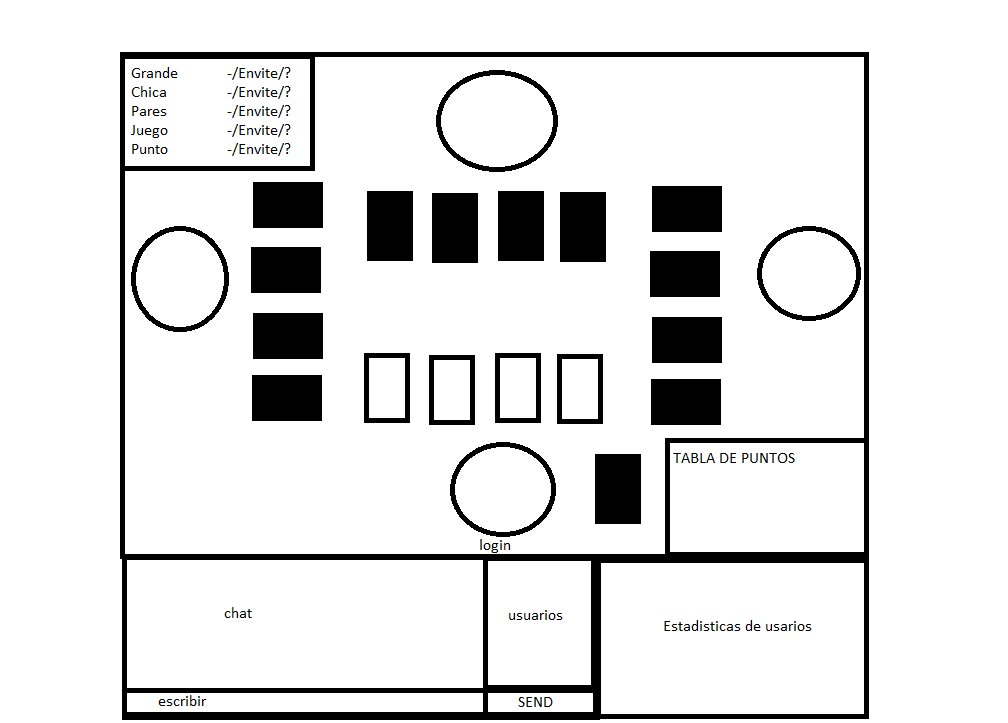 Grande -/Envite/?
Chica -/Envite/?
Pares -/Envite/?
Juego -/Envite/?
Punto -/Envite/?
TABLA DE PUNTOS
login
chat
usuarios
Estadisticas de usarios
escribir
SEND